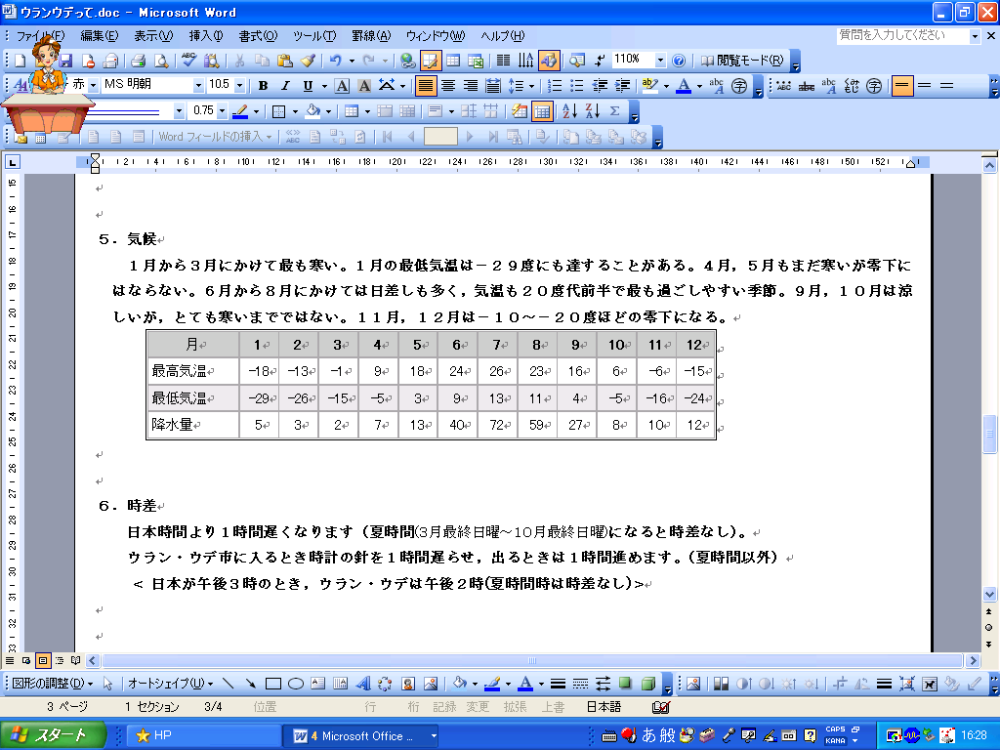 ウランウデって.doc - Microsoft Word
ファイル(F) 編集(E) 表示(V) 挿入(I) 書式(O) ツール(T) 罫線(A) ウィンドウ(W) ヘルプ(H) 質問を入力してください
110% 閲覧モード(R)
赤 MS 明朝 10.5 B I U A A
0.75
Word フィールドの挿入
5．気候
1月から3月にかけて最も寒い。1月の最低気温は－29度にも達することがある。4月，5月もまだ寒いが零下に
はならない。6月から8月にかけては日差しも多く，気温も20度代前半で最も過ごしやすい季節。9月，10月は涼
しいが，とても寒いまでではない。11月，12月は－10～－20度ほどの零下になる。
月 1 2 3 4 5 6 7 8 9 10 11 12
最高気温 -18 -13 -1 9 18 24 26 23 16 6 -6 -15
最低気温 -29 -26 -15 -5 3 9 13 11 4 -5 -16 -24
降水量 5 3 2 7 13 40 72 59 27 8 10 12
6．時差
日本時間より1時間遅くなります（夏時間(3月最終日曜～10月最終日曜)になると時差なし）。
ウラン・ウデ市に入るとき時計の針を1時間遅らせ，出るときは1時間進めます。（夏時間以外）
< 日本が午後3時のとき，ウラン・ウデは午後2時(夏時間時は時差なし)>
図形の調整(D) オートシェイプ(U)
3 ページ 1 セクション 3/4 位置 行 桁 記録 変更 拡張 上書 日本語
スタート HP 4 Microsoft Office ... あ 般 CAPS KANA 16:28